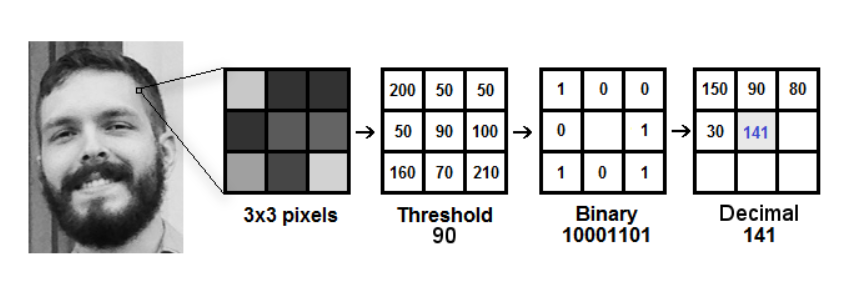 200 50 50
50 90 100
160 70 210
1 0 0
0 1
1 0 1
150 90 80
30 141
3x3 pixels
Threshold
90
Binary
10001101
Decimal
141